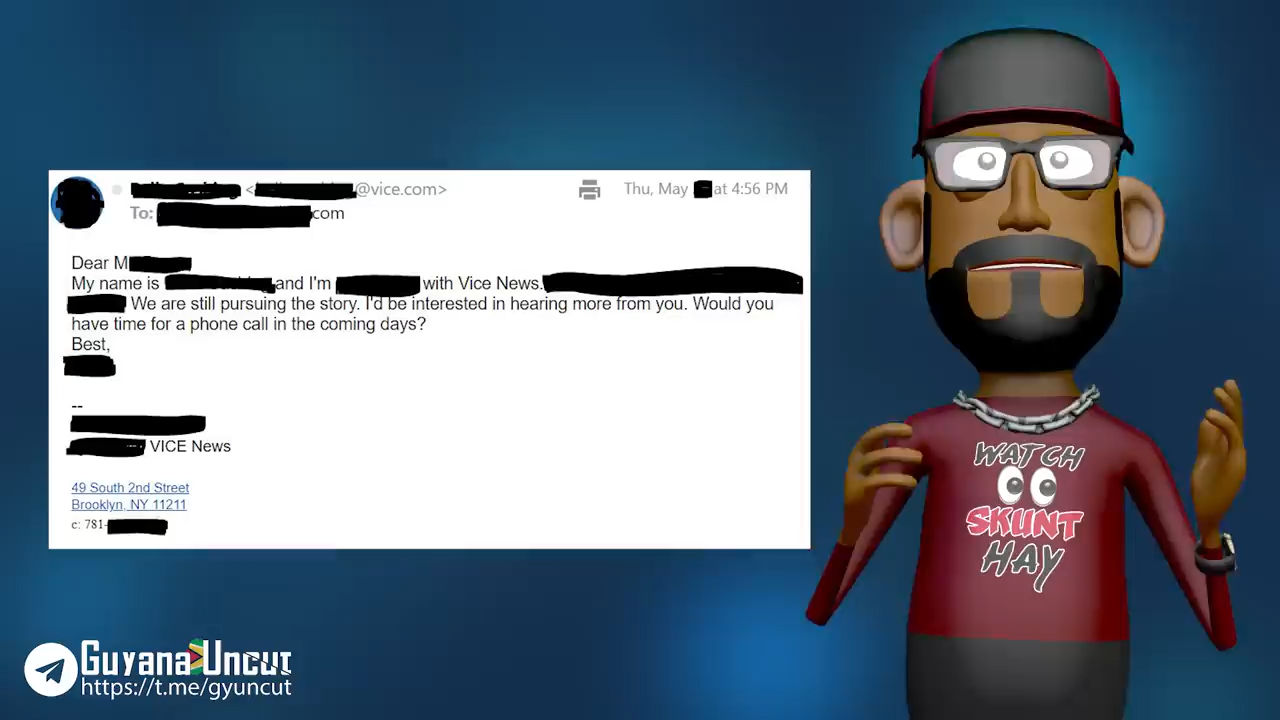 @vice.com>
Thu, May at 4:56 PM
To: com
Dear M
My name is and I'm with Vice News.
We are still pursuing the story. I'd be interested in hearing more from you. Would you
have time for a phone call in the coming days?
Best,
--
VICE News
49 South 2nd Street
Brooklyn, NY 11211
c: 781-
WATCH
SKUNT
HAY
Guyana Uncut
https://t.me/gyuncut